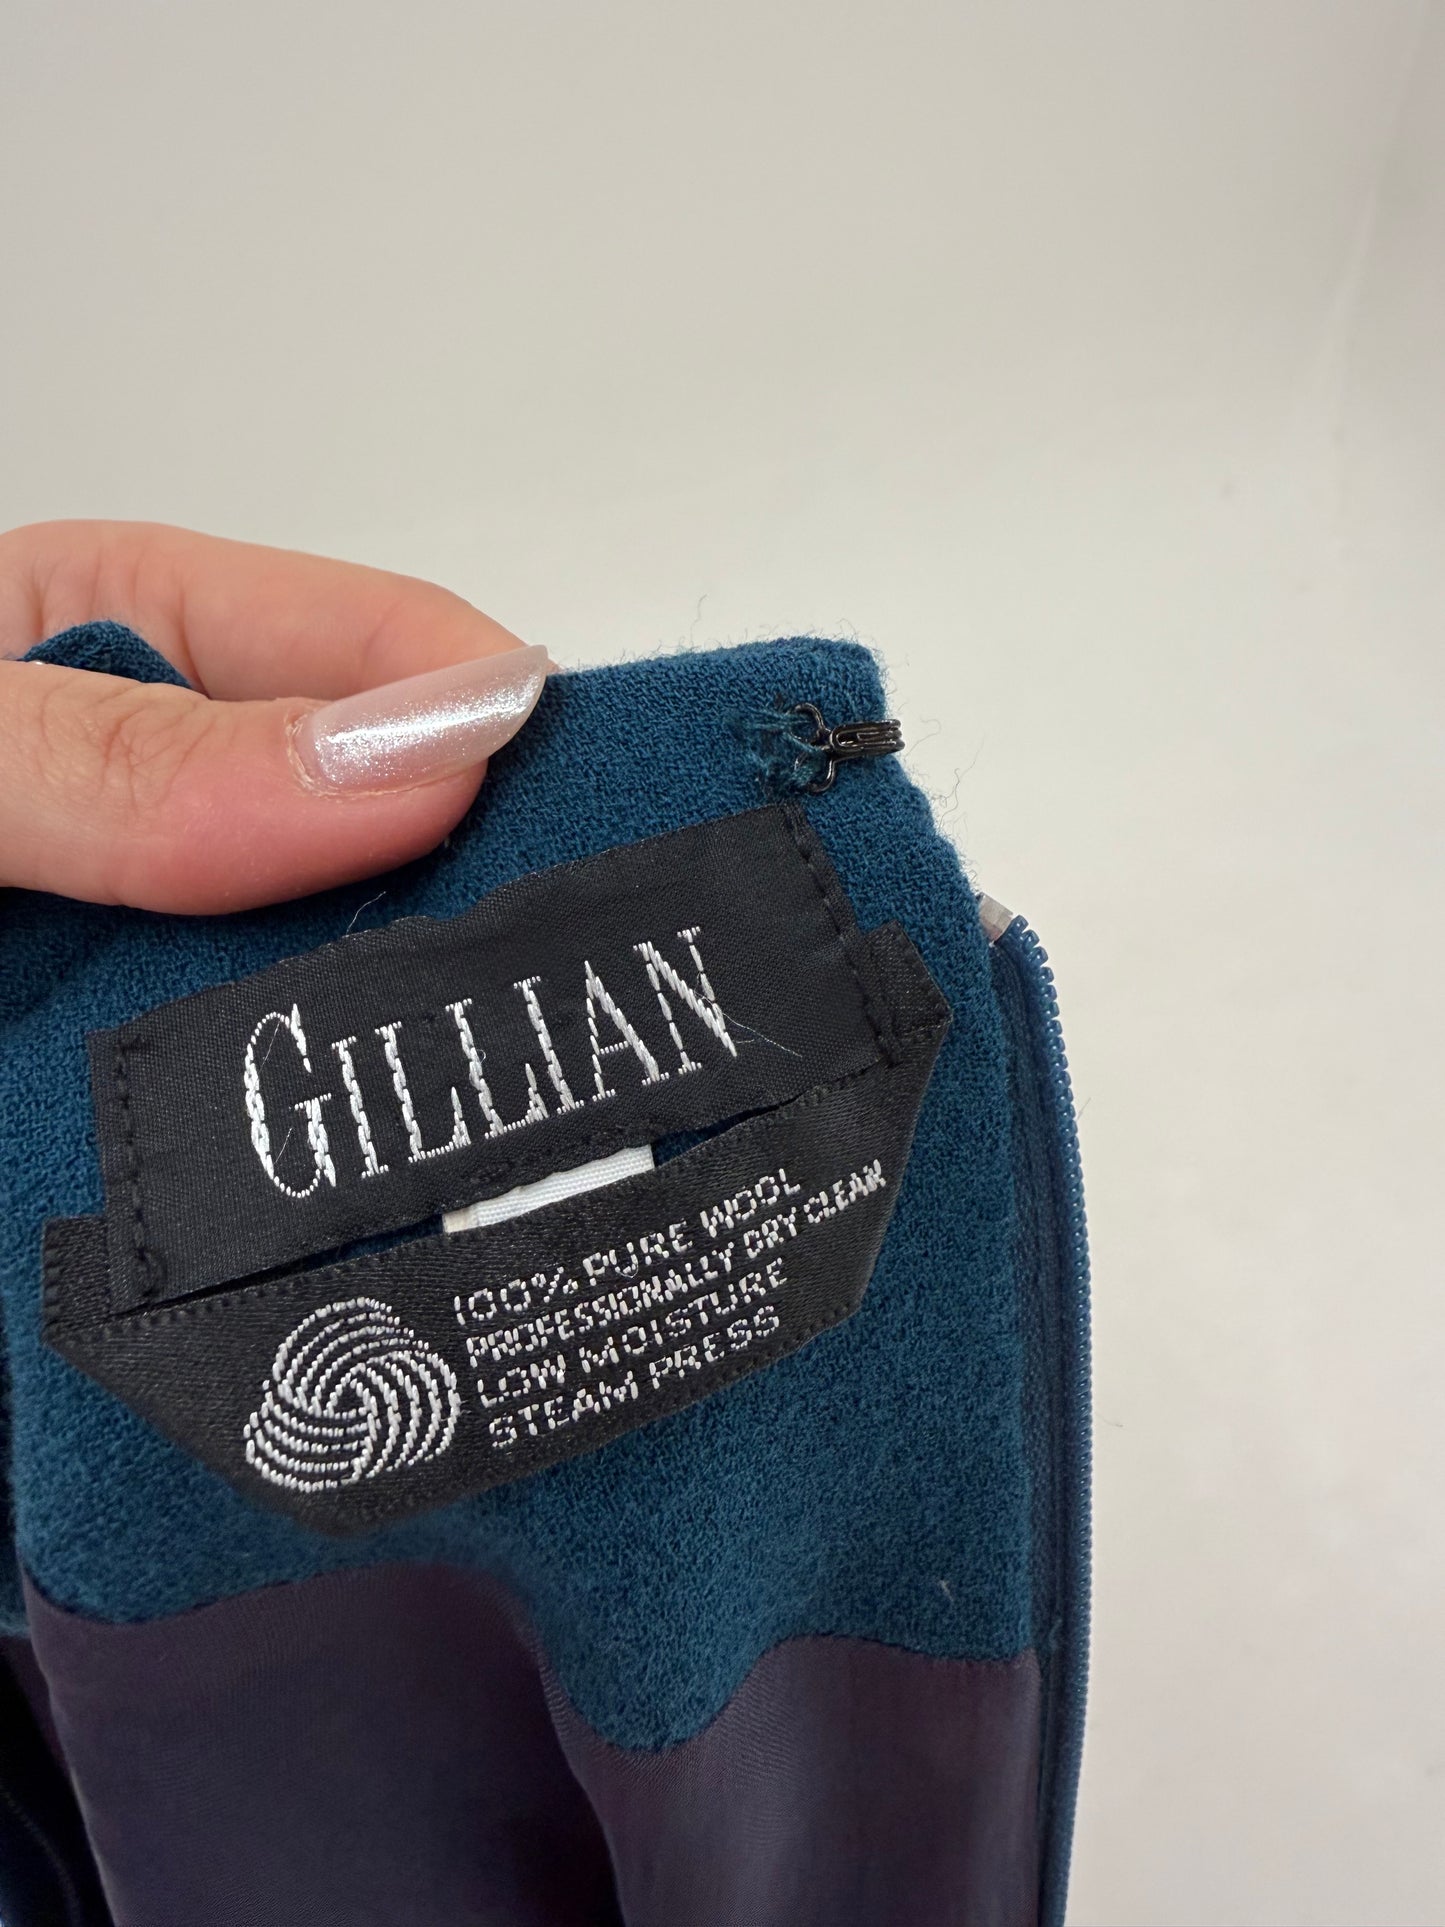 GILLIAN
100% PURE WOOL
PROFESSIONALLY DRY CLEAN
LOW MOISTURE
STEAM PRESS